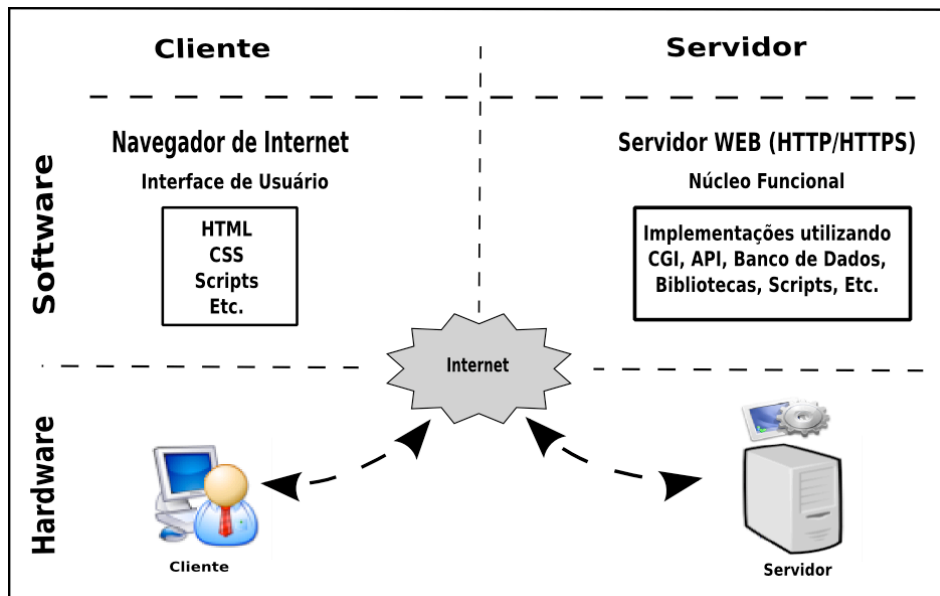 Cliente
Servidor
Software
Navegador de Internet
Interface de Usuário
HTML
CSS
Scripts
Etc.
Servidor WEB (HTTP/HTTPS)
Núcleo Funcional
Implementações utilizando
CGI, API, Banco de Dados,
Bibliotecas, Scripts, Etc.
Internet
Hardware
Cliente
Servidor